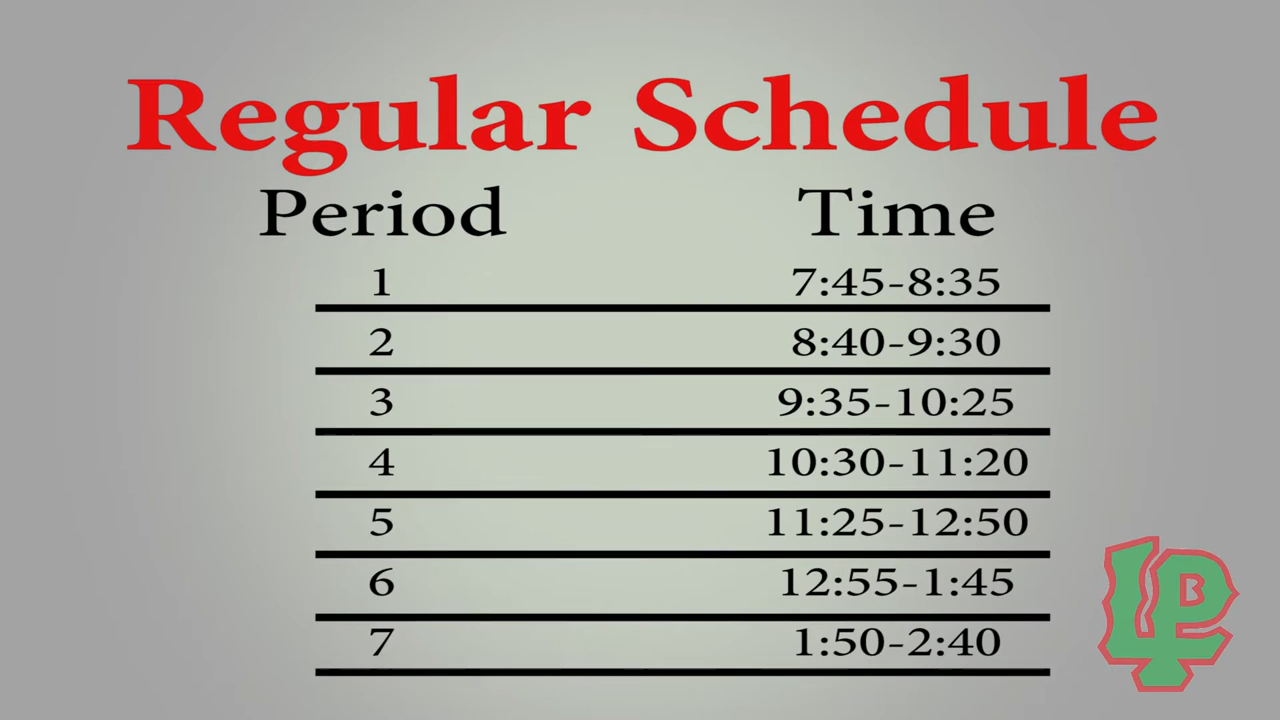 Regular Schedule
Period Time
1 7:45-8:35
2 8:40-9:30
3 9:35-10:25
4 10:30-11:20
5 11:25-12:50
6 12:55-1:45
7 1:50-2:40
LP